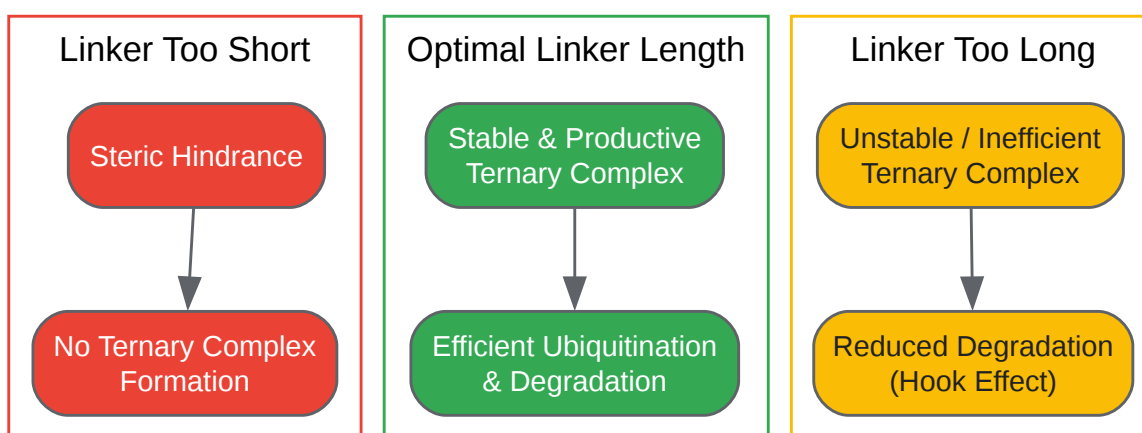 Linker Too Short
Steric Hindrance
No Ternary Complex
Formation
Optimal Linker Length
Stable & Productive
Ternary Complex
Efficient Ubiquitination
& Degradation
Linker Too Long
Unstable / Inefficient
Ternary Complex
Reduced Degradation
(Hook Effect)